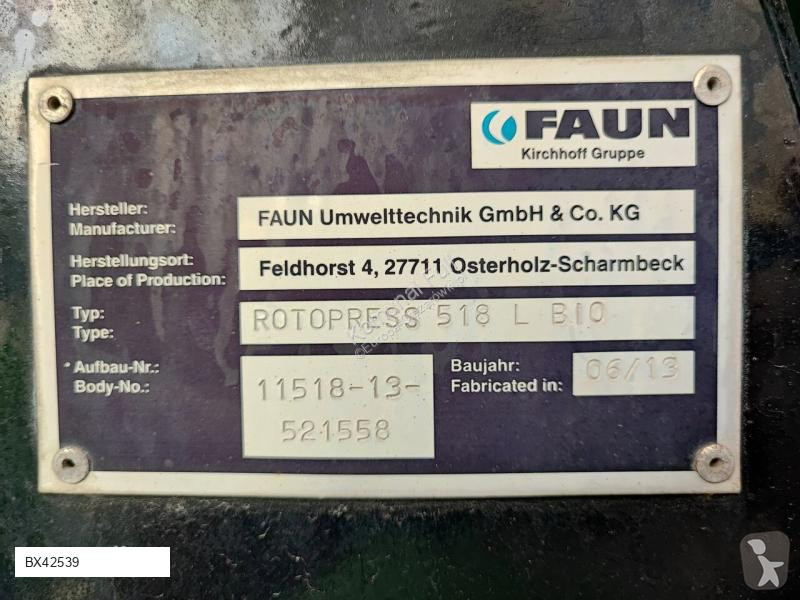 FAUN
Kirchhoff Gruppe
Hersteller:
Manufacturer:
FAUN Umwelttechnik GmbH & Co. KG
Herstellungsort:
Place of Production:
Feldhorst 4, 27711 Osterholz-Scharmbeck
Typ:
Type:
ROTOPRESS 518 L BIO
Aufbau-Nr.:
Body-No.:
11518-13-
521558
Baujahr:
Fabricated in:
06/13
BX42539